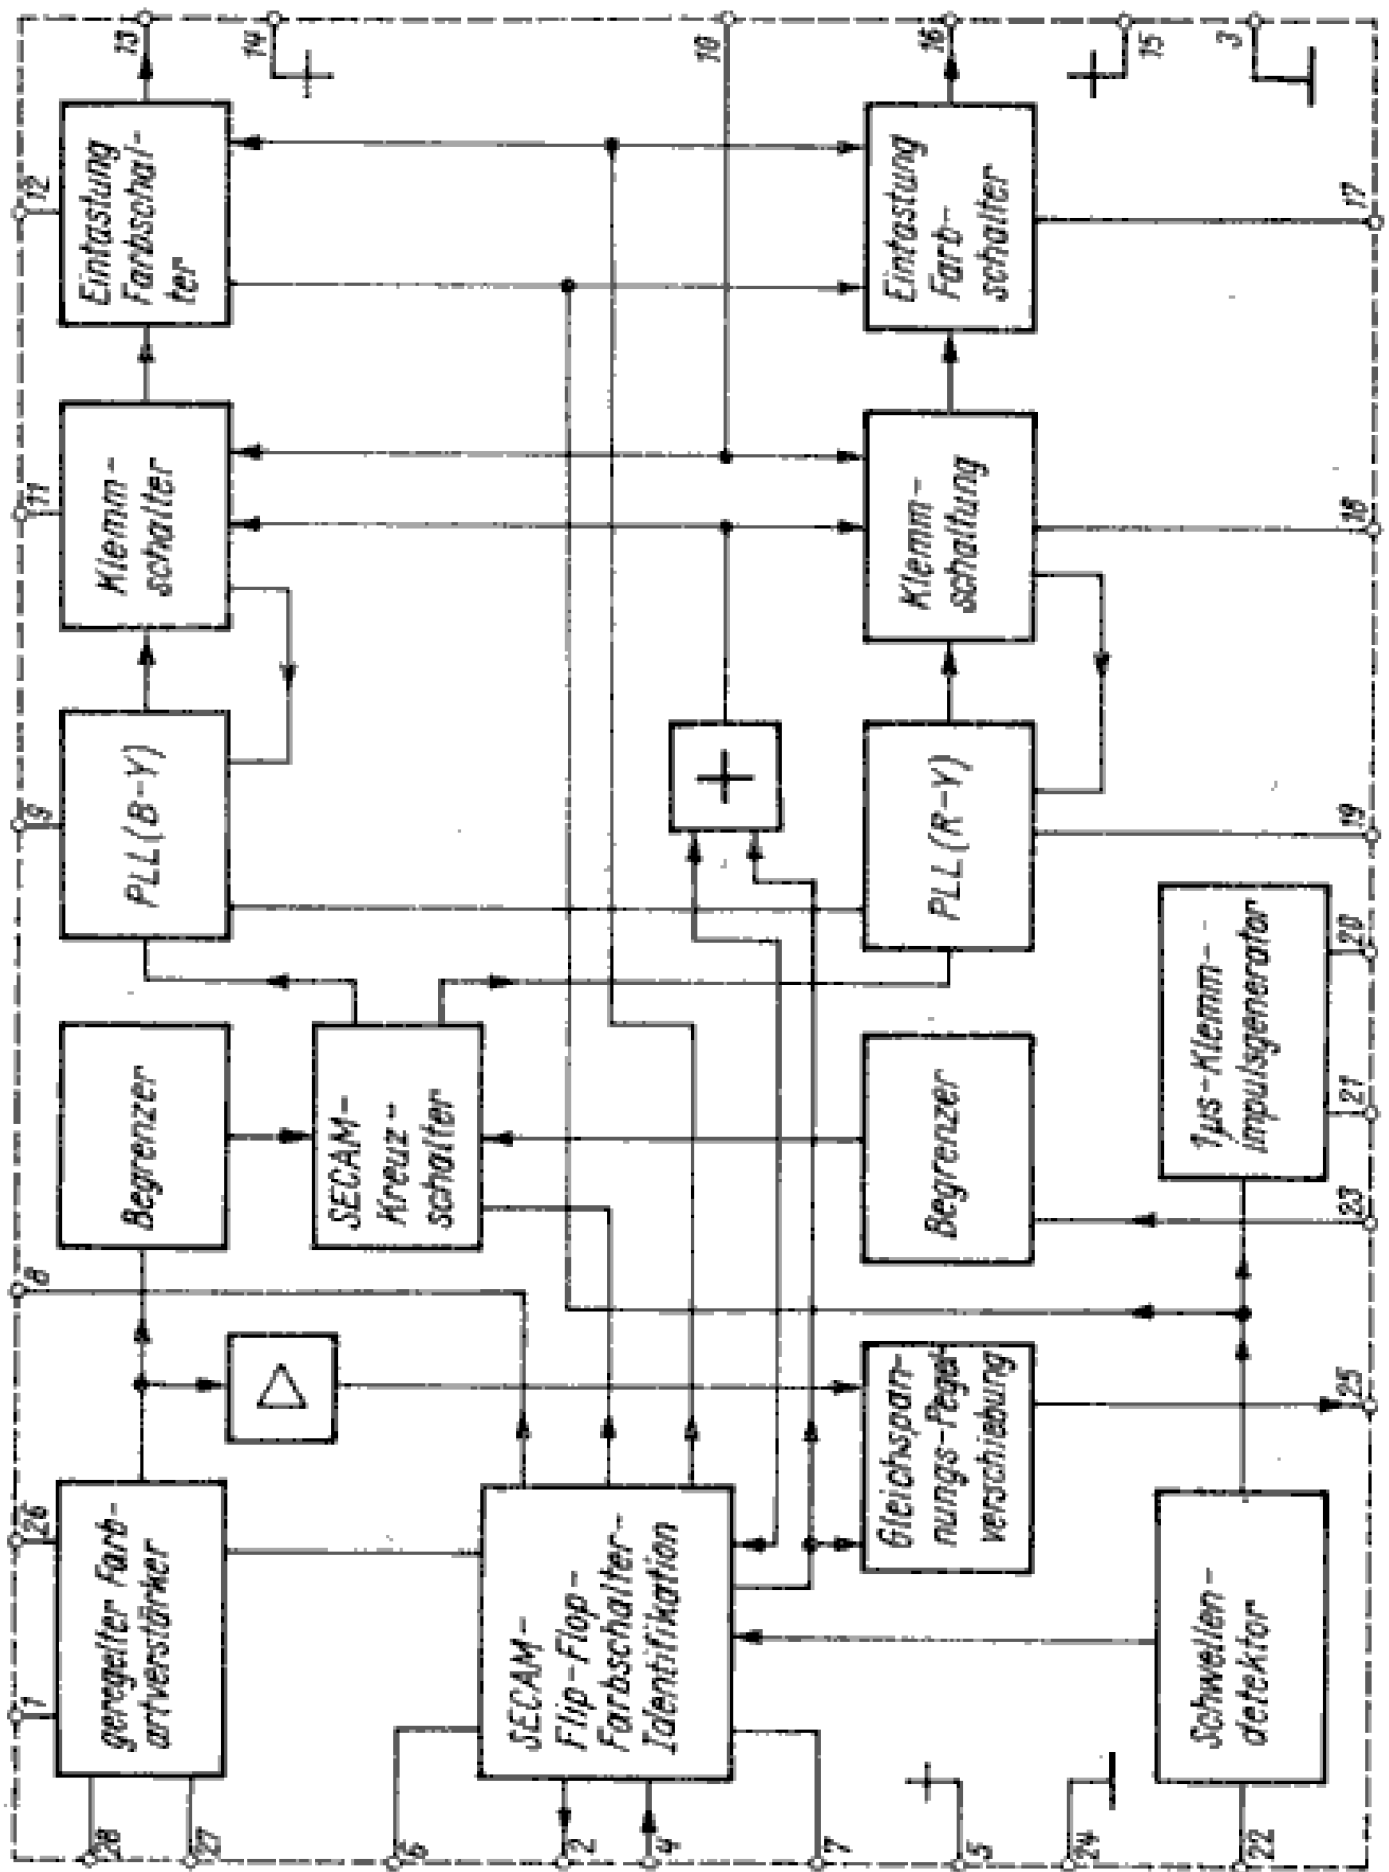 13
14
10
16
15
3
12
Eintastung
Farbschal-
ter
Eintastung
Farb-
schalter
17
11
Klemm-
schalter
Klemm-
schaltung
18
9
PLL(B-Y)
+
PLL(R-Y)
19
Begrenzer
SECAM-
Kreuz-
schalter
Begrenzer
1µs-Klemm-
impulsgenerator
20
21
23
8
26
1
geregelter Farb-
artverstärker
SECAM-
Flip-Flop-
Farbschalter-
Identifikation
Gleichspan-
nungs-Pegel
verschiebung
25
Schwellen-
detektor
28
27
6
2
4
7
5
24
22